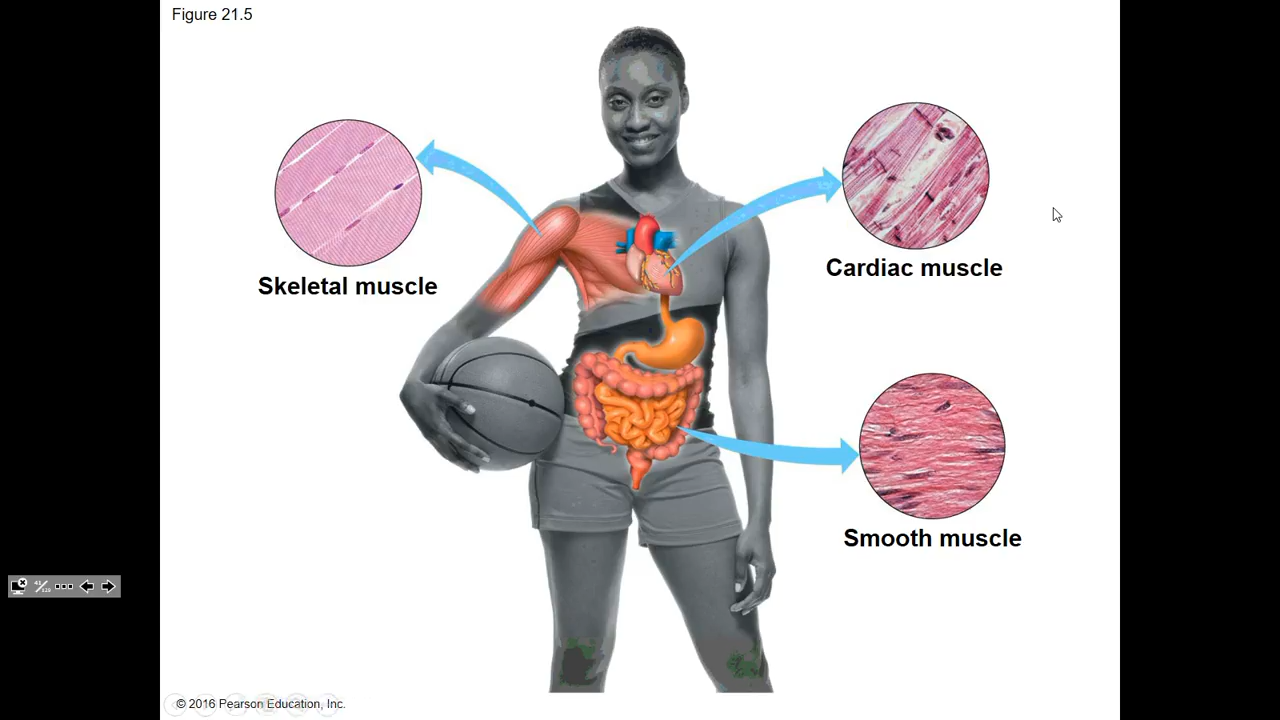 Figure 21.5
Skeletal muscle
Cardiac muscle
Smooth muscle
© 2016 Pearson Education, Inc.